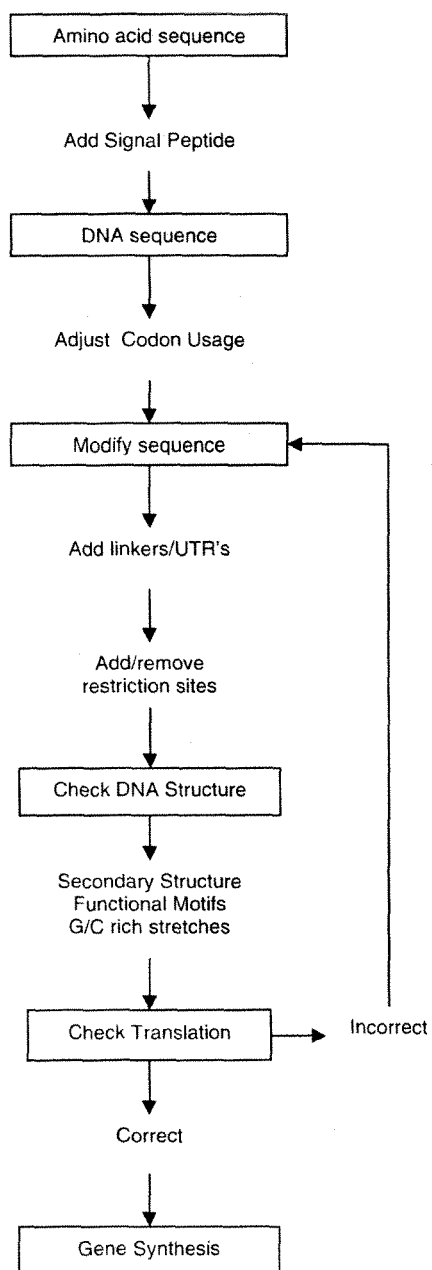 Amino acid sequence
Add Signal Peptide
DNA sequence
Adjust Codon Usage
Modify sequence
Add linkers/UTR's
Add/remove
restriction sites
Check DNA Structure
Secondary Structure
Functional Motifs
G/C rich stretches
Check Translation
Incorrect
Correct
Gene Synthesis